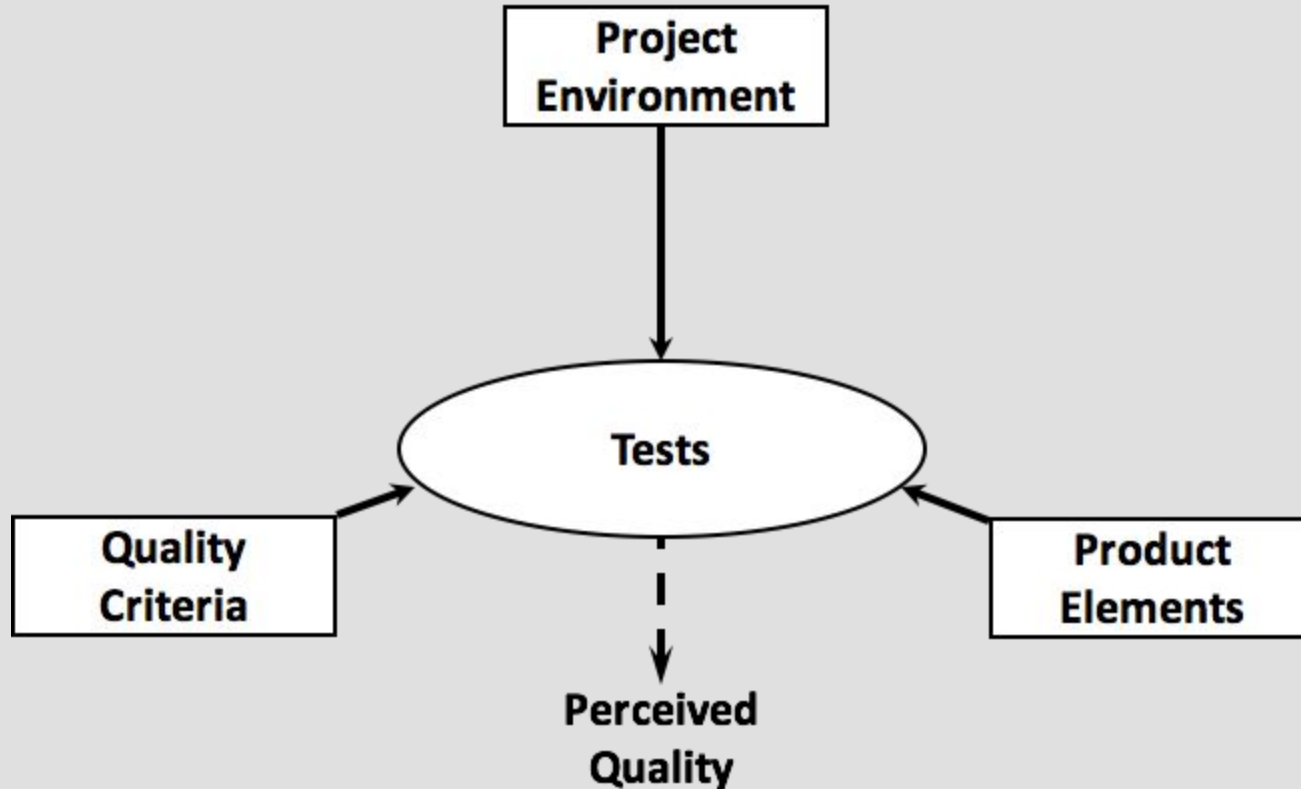 Project
Environment
Tests
Quality
Criteria
Product
Elements
Perceived
Quality